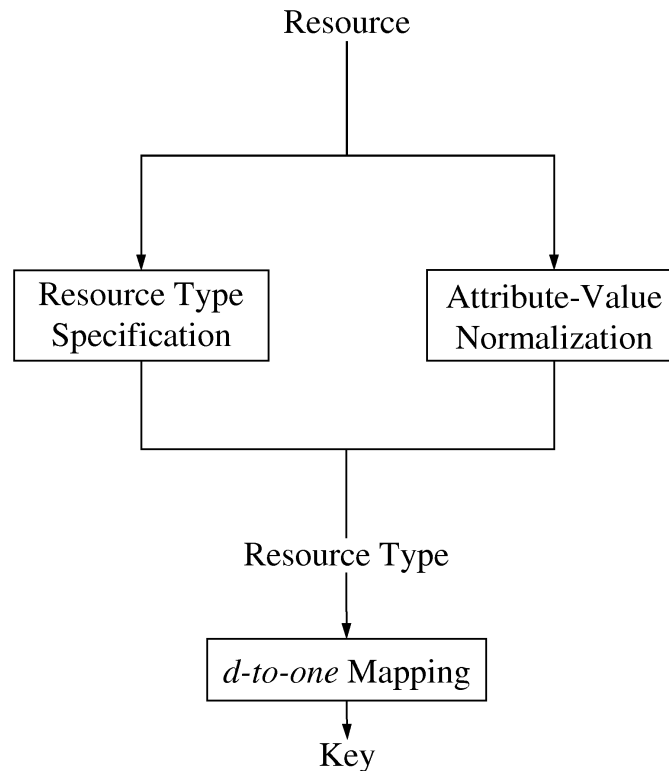 Resource
Resource Type
Specification
Attribute-Value
Normalization
Resource Type
d-to-one Mapping
Key